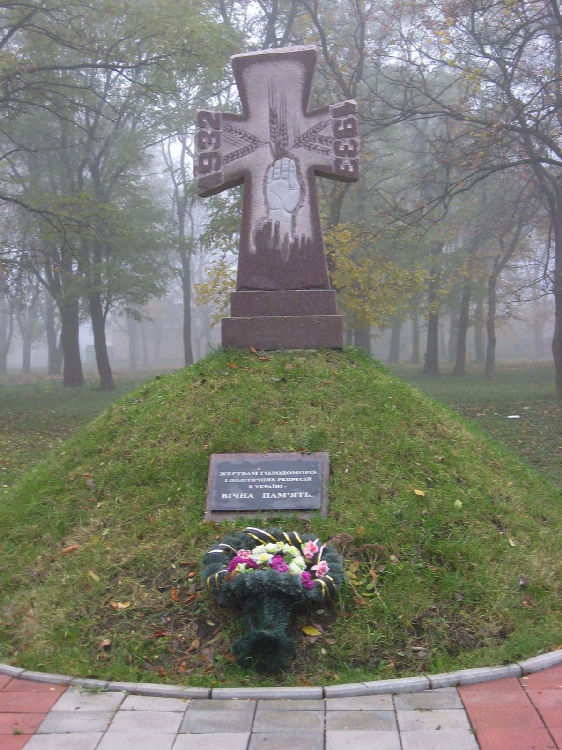 1932
1933
ЖЕРТВАМ ГОЛОДОМОРІВ
І ПОЛІТИЧНИХ РЕПРЕСІЙ
В УКРАЇНІ -
ВІЧНА ПАМ'ЯТЬ.